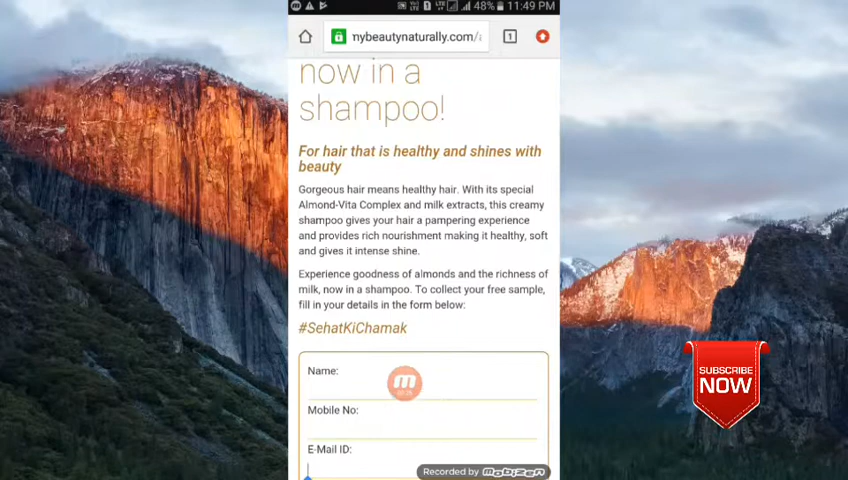 LTE 48% 11:49 PM
nybeautynaturally.com/
1
now in a
shampoo!
For hair that is healthy and shines with
beauty
Gorgeous hair means healthy hair. With its special
Almond-Vita Complex and milk extracts, this creamy
shampoo gives your hair a pampering experience
and provides rich nourishment making it healthy, soft
and gives it intense shine.
Experience goodness of almonds and the richness of
milk, now in a shampoo. To collect your free sample,
fill in your details in the form below:
#SehatKiChamak
Name:
Mobile No:
E-Mail ID:
SUBSCRIBE
NOW
Recorded by MOBIZEN